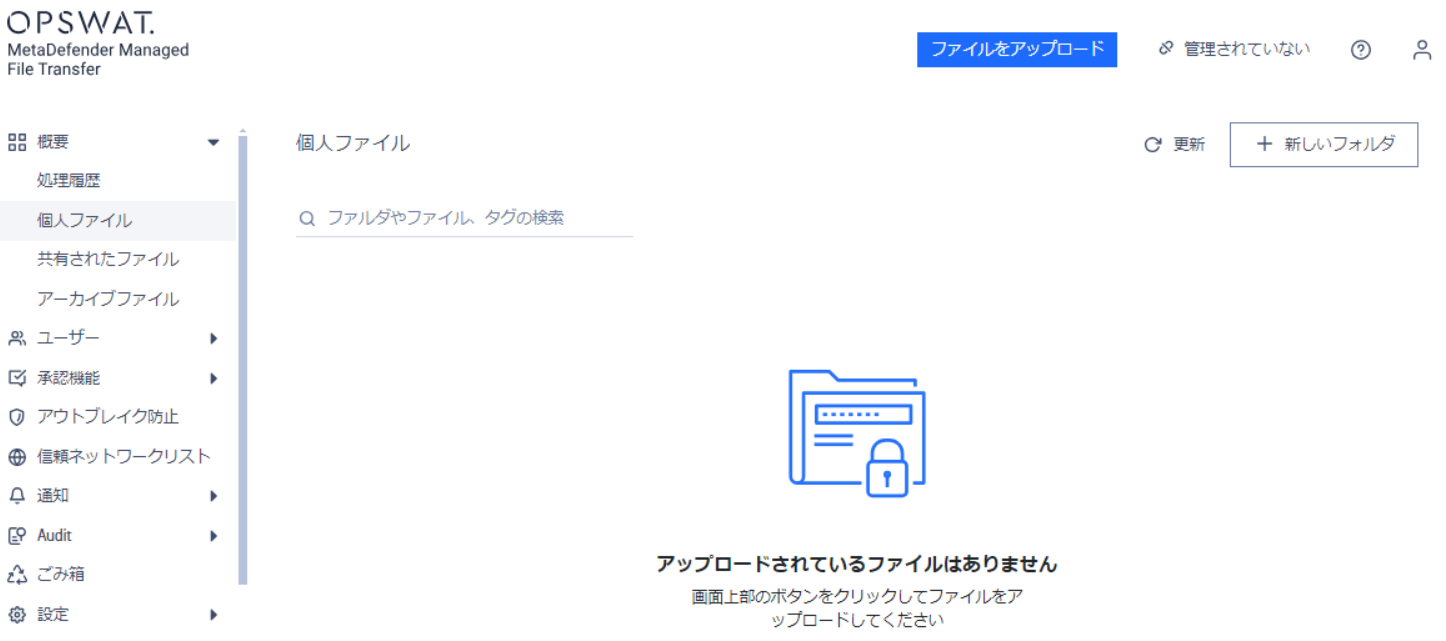 OPSWAT.
MetaDefender Managed
File Transfer
ファイルをアップロード
管理されていない
概要
処理履歴
個人ファイル
共有されたファイル
アーカイブファイル
ユーザー
承認機能
アウトブレイク防止
信頼ネットワークリスト
通知
Audit
ごみ箱
設定
個人ファイル
更新
+ 新しいフォルダ
ファルダやファイル、タグの検索
アップロードされているファイルはありません
画面上部のボタンをクリックしてファイルをア
ップロードしてください